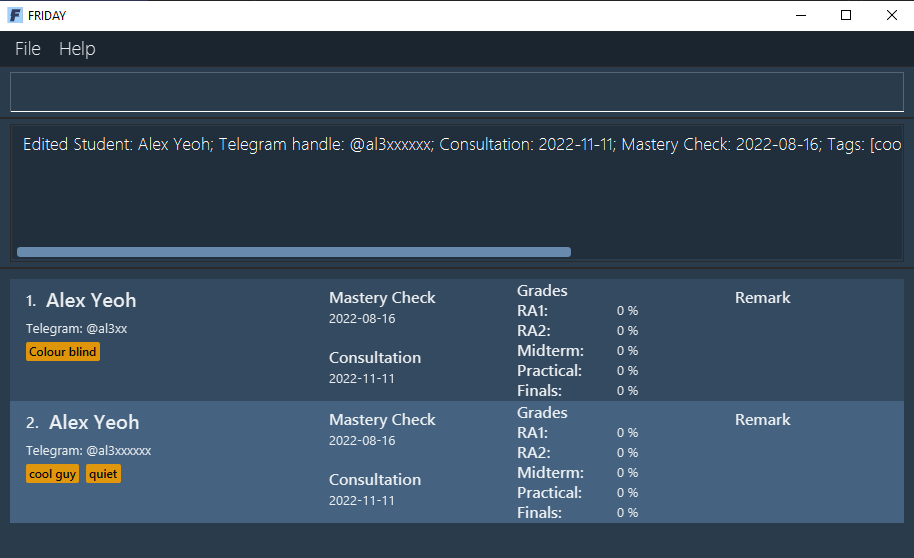 FRIDAY
File Help
Edited Student: Alex Yeoh; Telegram handle: @al3xxxxxx; Consultation: 2022-11-11; Mastery Check: 2022-08-16; Tags: [coo
1. Alex Yeoh
Telegram: @al3xx
Colour blind
Mastery Check
2022-08-16
Consultation
2022-11-11
Grades
RA1: 0 %
RA2: 0 %
Midterm: 0 %
Practical: 0 %
Finals: 0 %
Remark
2. Alex Yeoh
Telegram: @al3xxxxxx
cool guy quiet
Mastery Check
2022-08-16
Consultation
2022-11-11
Grades
RA1: 0 %
RA2: 0 %
Midterm: 0 %
Practical: 0 %
Finals: 0 %
Remark